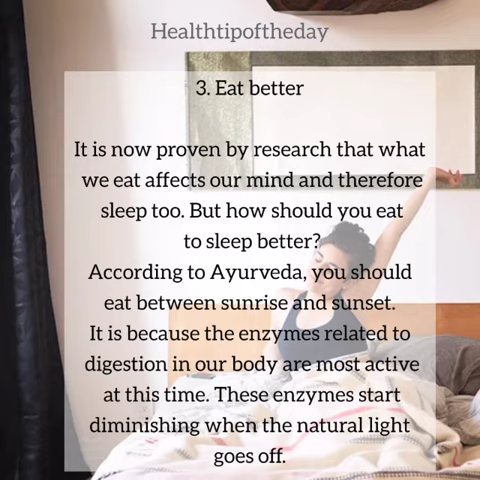 Healthtipoftheday
3. Eat better
It is now proven by research that what
we eat affects our mind and therefore
sleep too. But how should you eat
to sleep better?
According to Ayurveda, you should
eat between sunrise and sunset.
It is because the enzymes related to
digestion in our body are most active
at this time. These enzymes start
diminishing when the natural light
goes off.